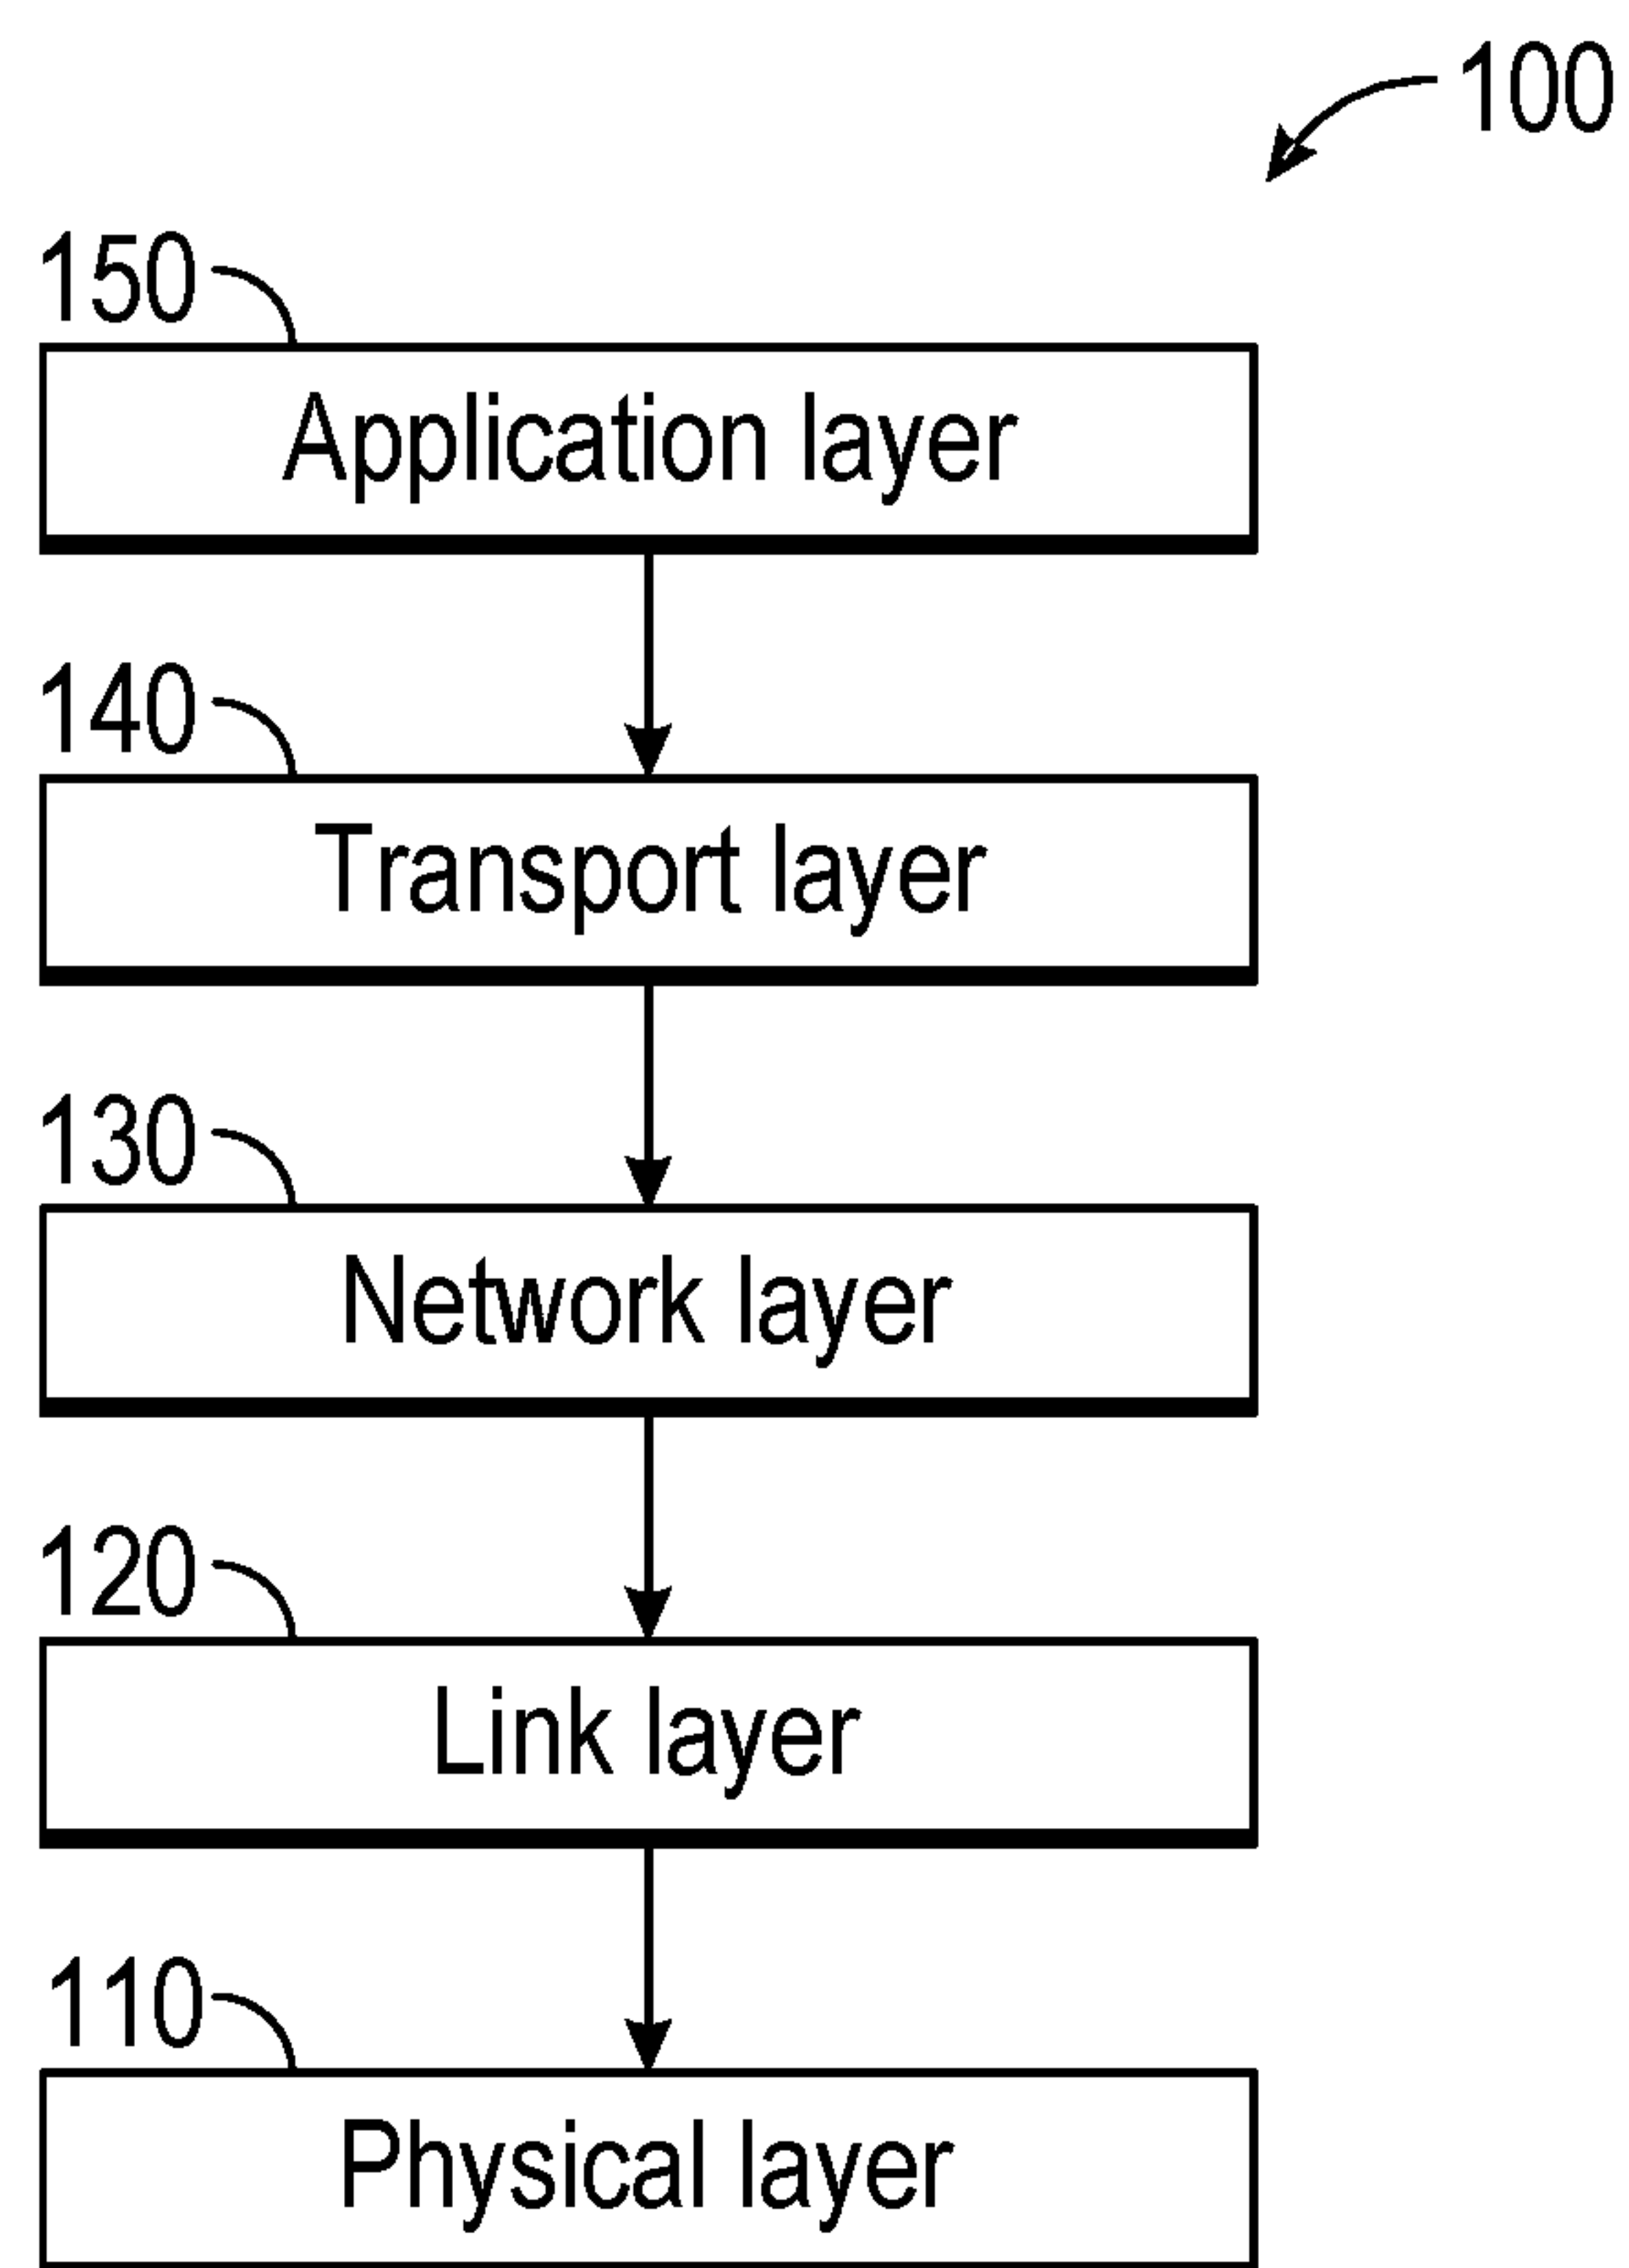 100
150
Application layer
140
Transport layer
130
Network layer
120
Link layer
110
Physical layer